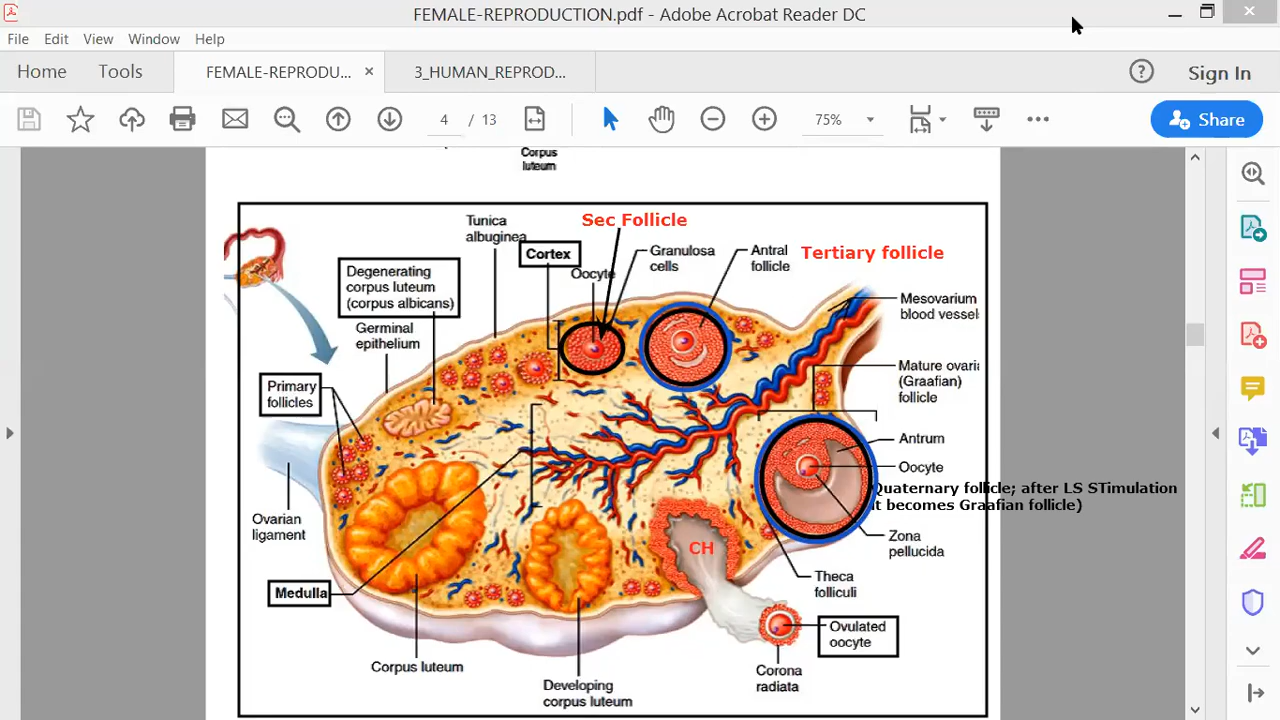 FEMALE-REPRODUCTION.pdf - Adobe Acrobat Reader DC
File Edit View Window Help
Home Tools FEMALE-REPRODU... × 3_HUMAN_REPROD... Sign In
4 / 13 75% Share
Corpus
luteum
Tunica
albuginea
Sec Follicle
Cortex
Oocyte
Granulosa
cells
Antral
follicle
Tertiary follicle
Degenerating
corpus luteum
(corpus albicans)
Germinal
epithelium
Mesovarium
blood vessels
Primary
follicles
Mature ovari
(Graafian)
follicle
Antrum
Oocyte
Quaternary follicle; after LS STimulation
it becomes Graafian follicle)
Ovarian
ligament
CH
Zona
pellucida
Medulla
Theca
folliculi
Ovulated
oocyte
Corpus luteum
Developing
corpus luteum
Corona
radiata